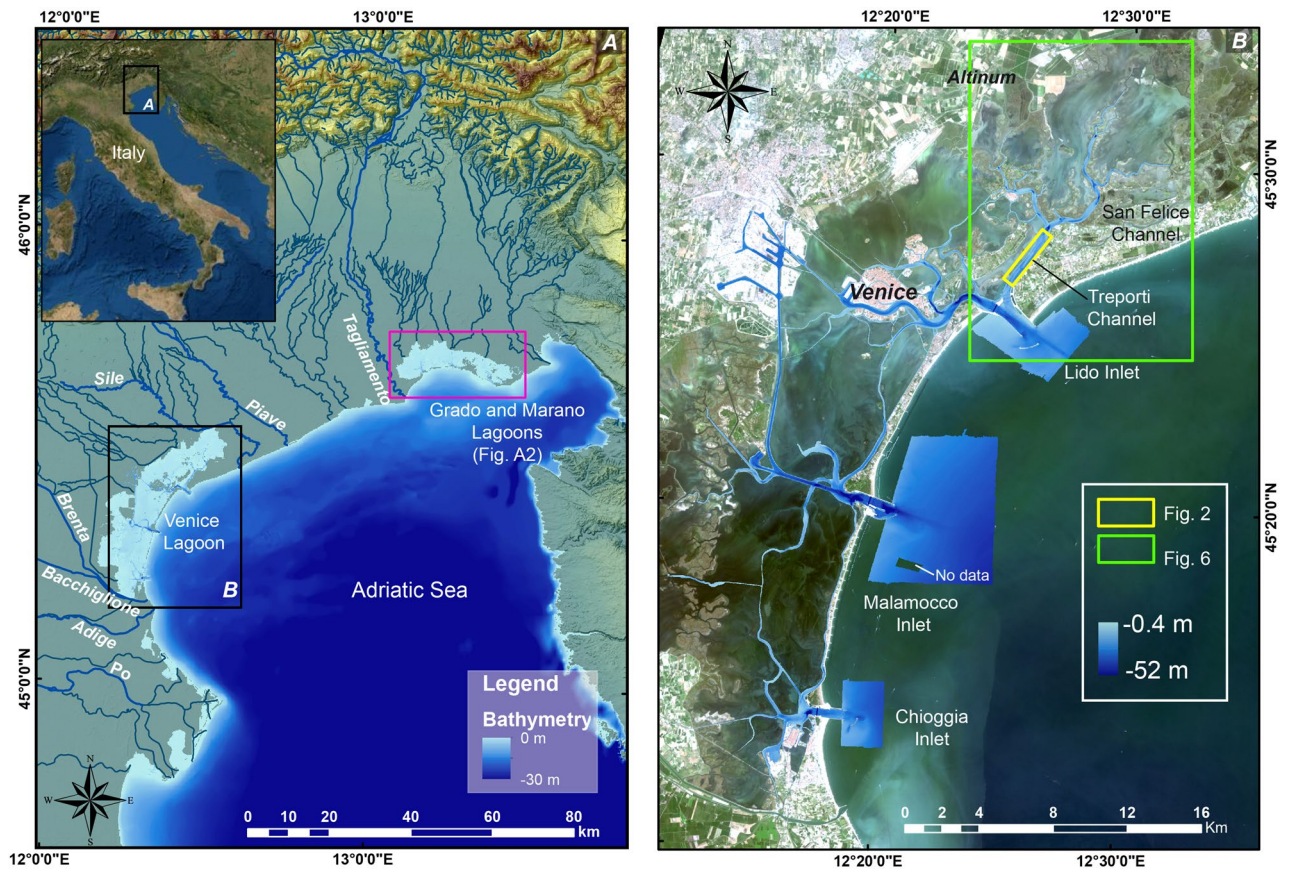 12°0'0"E
13°0'0"E
A
A
Italy
46°0'0"N
45°0'0"N
Tagliamento
Sile
Piave
Grado and Marano
Lagoons
(Fig. A2)
Brenta
Venice
Lagoon
B
Bacchiglione
Adige
Po
Adriatic Sea
Legend
Bathymetry
0 m
-30 m
N
W
E
S
0
10
20
40
60
80
km
12°0'0"E
13°0'0"E
12°20'0"E
12°30'0"E
B
N
W
E
S
Altinum
45°30'0"N
San Felice
Channel
Venice
Treporti
Channel
Lido Inlet
45°20'0"N
No data
Malamocco
Inlet
Fig. 2
Fig. 6
-0.4 m
-52 m
Chioggia
Inlet
0
2
4
8
12
16
Km
12°20'0"E
12°30'0"E